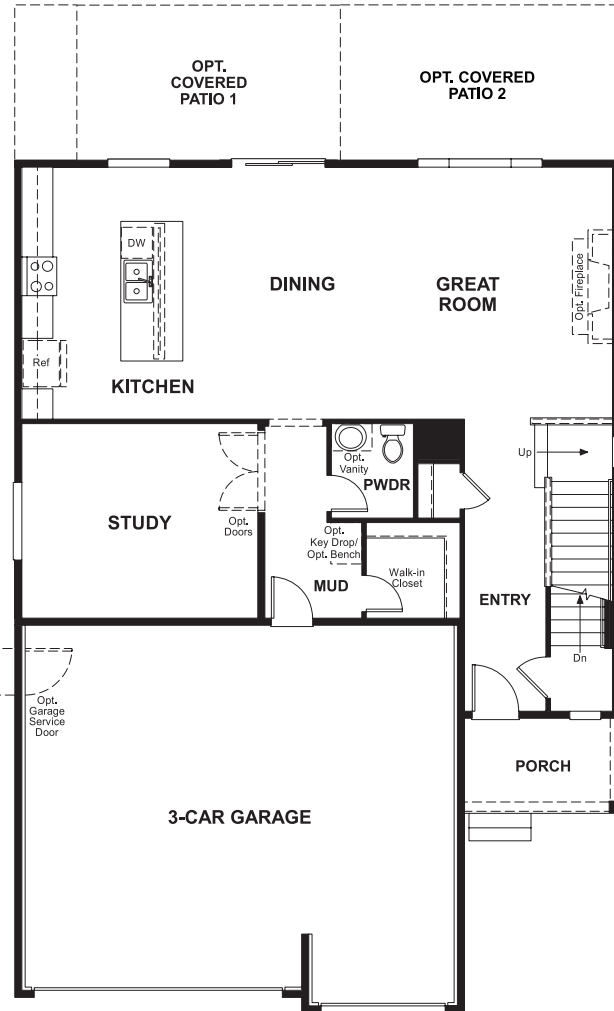 OPT.
COVERED
PATIO 1
OPT. COVERED
PATIO 2
DW
DINING
GREAT
ROOM
Opt. Fireplace
Ref
KITCHEN
Opt.
Vanity
PWDR
Up
STUDY
Opt.
Doors
Opt.
Key Drop/
Opt. Bench
MUD
Walk-in
Closet
ENTRY
Dn
Opt.
Garage
Service
Door
PORCH
3-CAR GARAGE